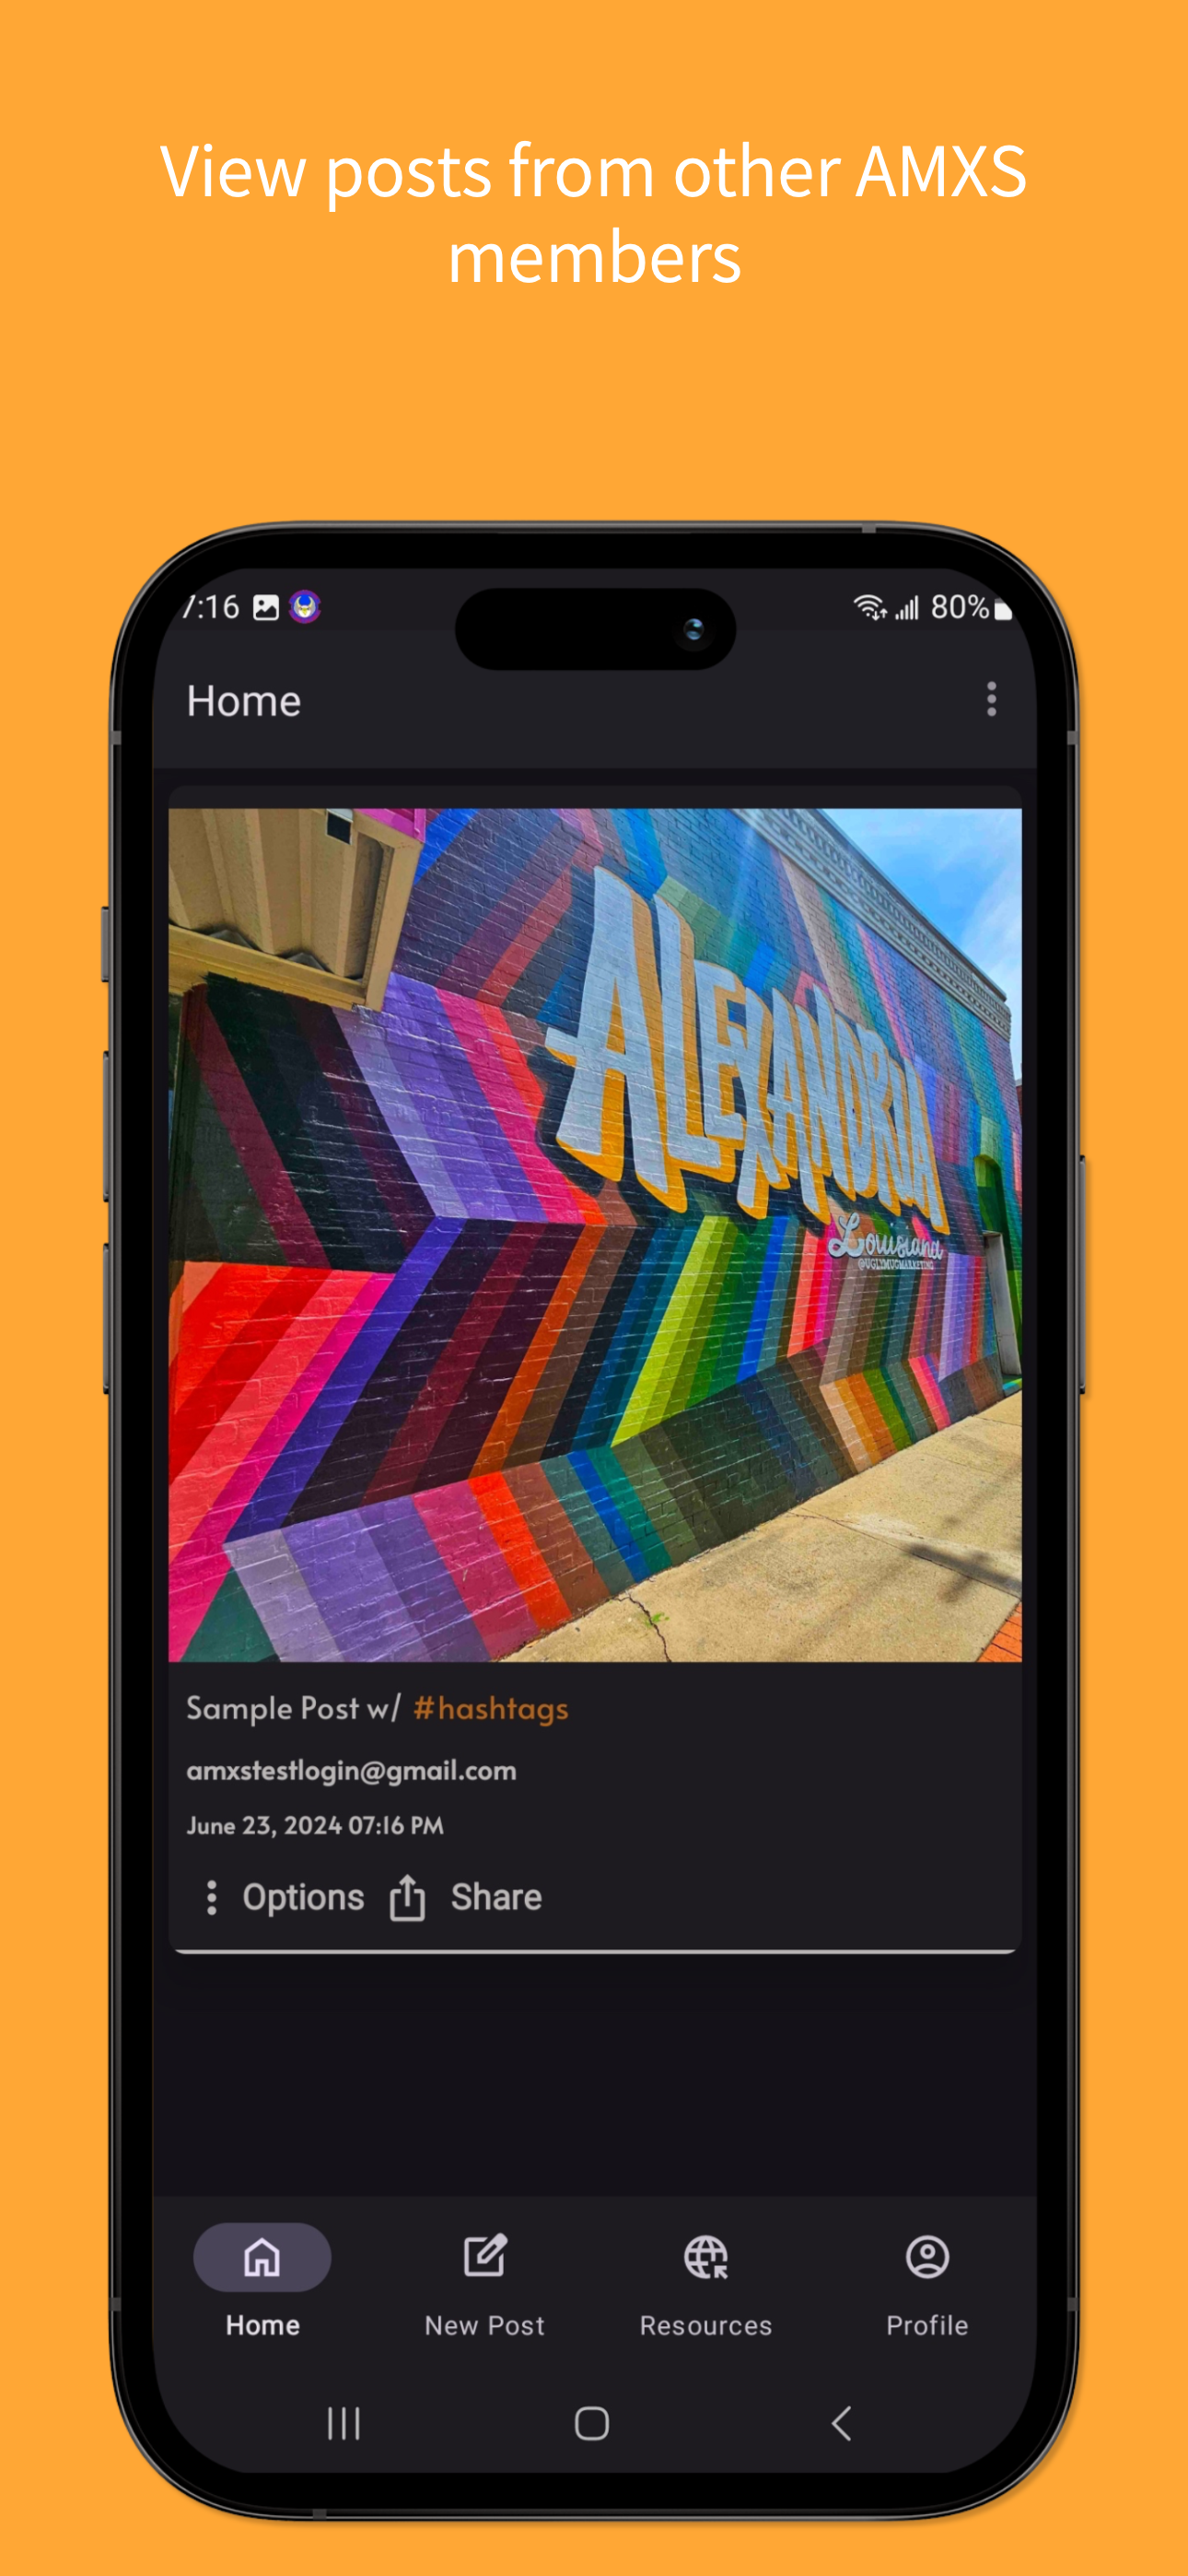 View posts from other AMXS
members
7:16
80%
Home
ALEXANDRIA
Louisiana
@UGLYMUGMARKETING
Sample Post w/ #hashtags
amxstestlogin@gmail.com
June 23, 2024 07:16 PM
Options Share
Home New Post Resources Profile